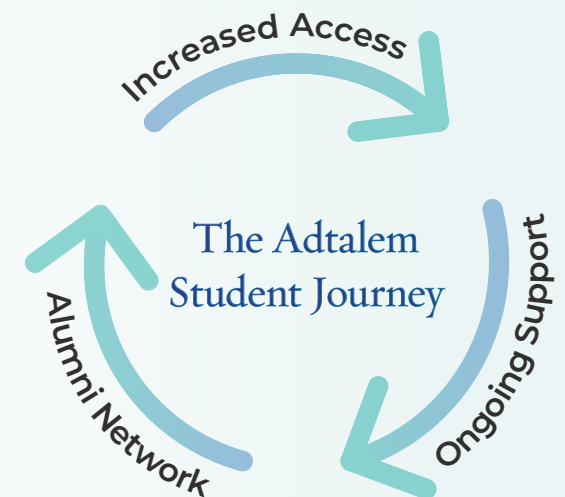 Increased Access
The Adtalem
Student Journey
Ongoing Support
Alumni Network